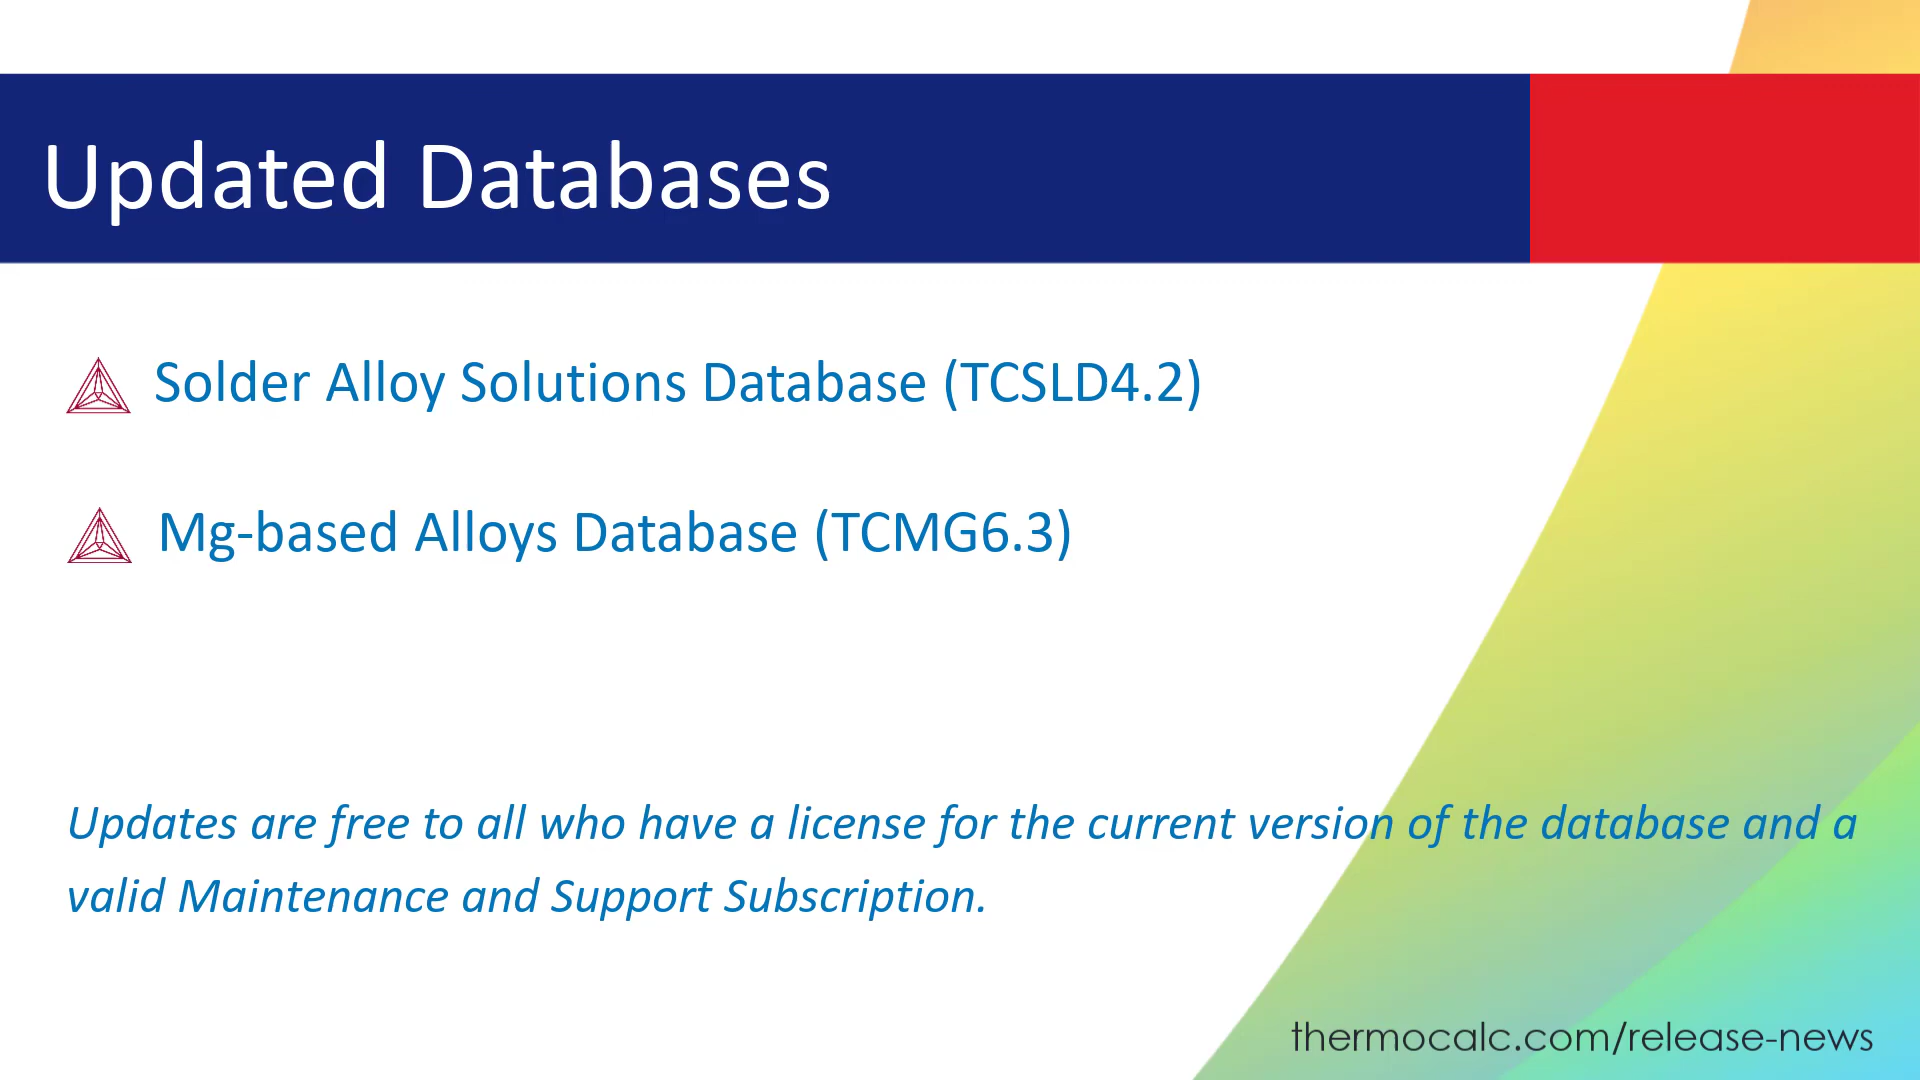 Updated Databases
Solder Alloy Solutions Database (TCSLD4.2)
Mg-based Alloys Database (TCMG6.3)
Updates are free to all who have a license for the current version of the database and a
valid Maintenance and Support Subscription.
thermocalc.com/release-news